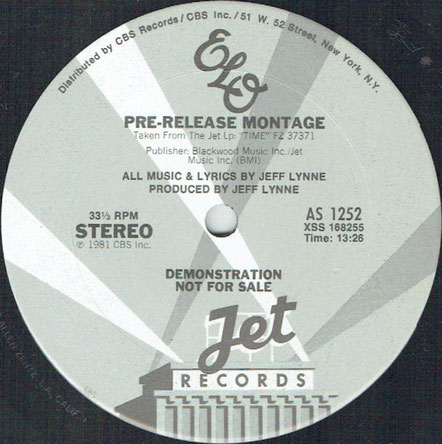 Distributed by CBS Records / CBS Inc. / 51 W. 52 Street, New York, N.Y.
ELO
PRE-RELEASE MONTAGE
Taken From The Jet Lp: "TIME" FZ 37371
Publisher: Blackwood Music Inc./Jet
Music Inc. (BMI)
ALL MUSIC & LYRICS BY JEFF LYNNE
PRODUCED BY JEFF LYNNE
33⅓ RPM
STEREO
℗ 1981 CBS Inc.
AS 1252
XSS 168255
Time: 13:26
DEMONSTRATION
NOT FOR SALE
Jet
RECORDS